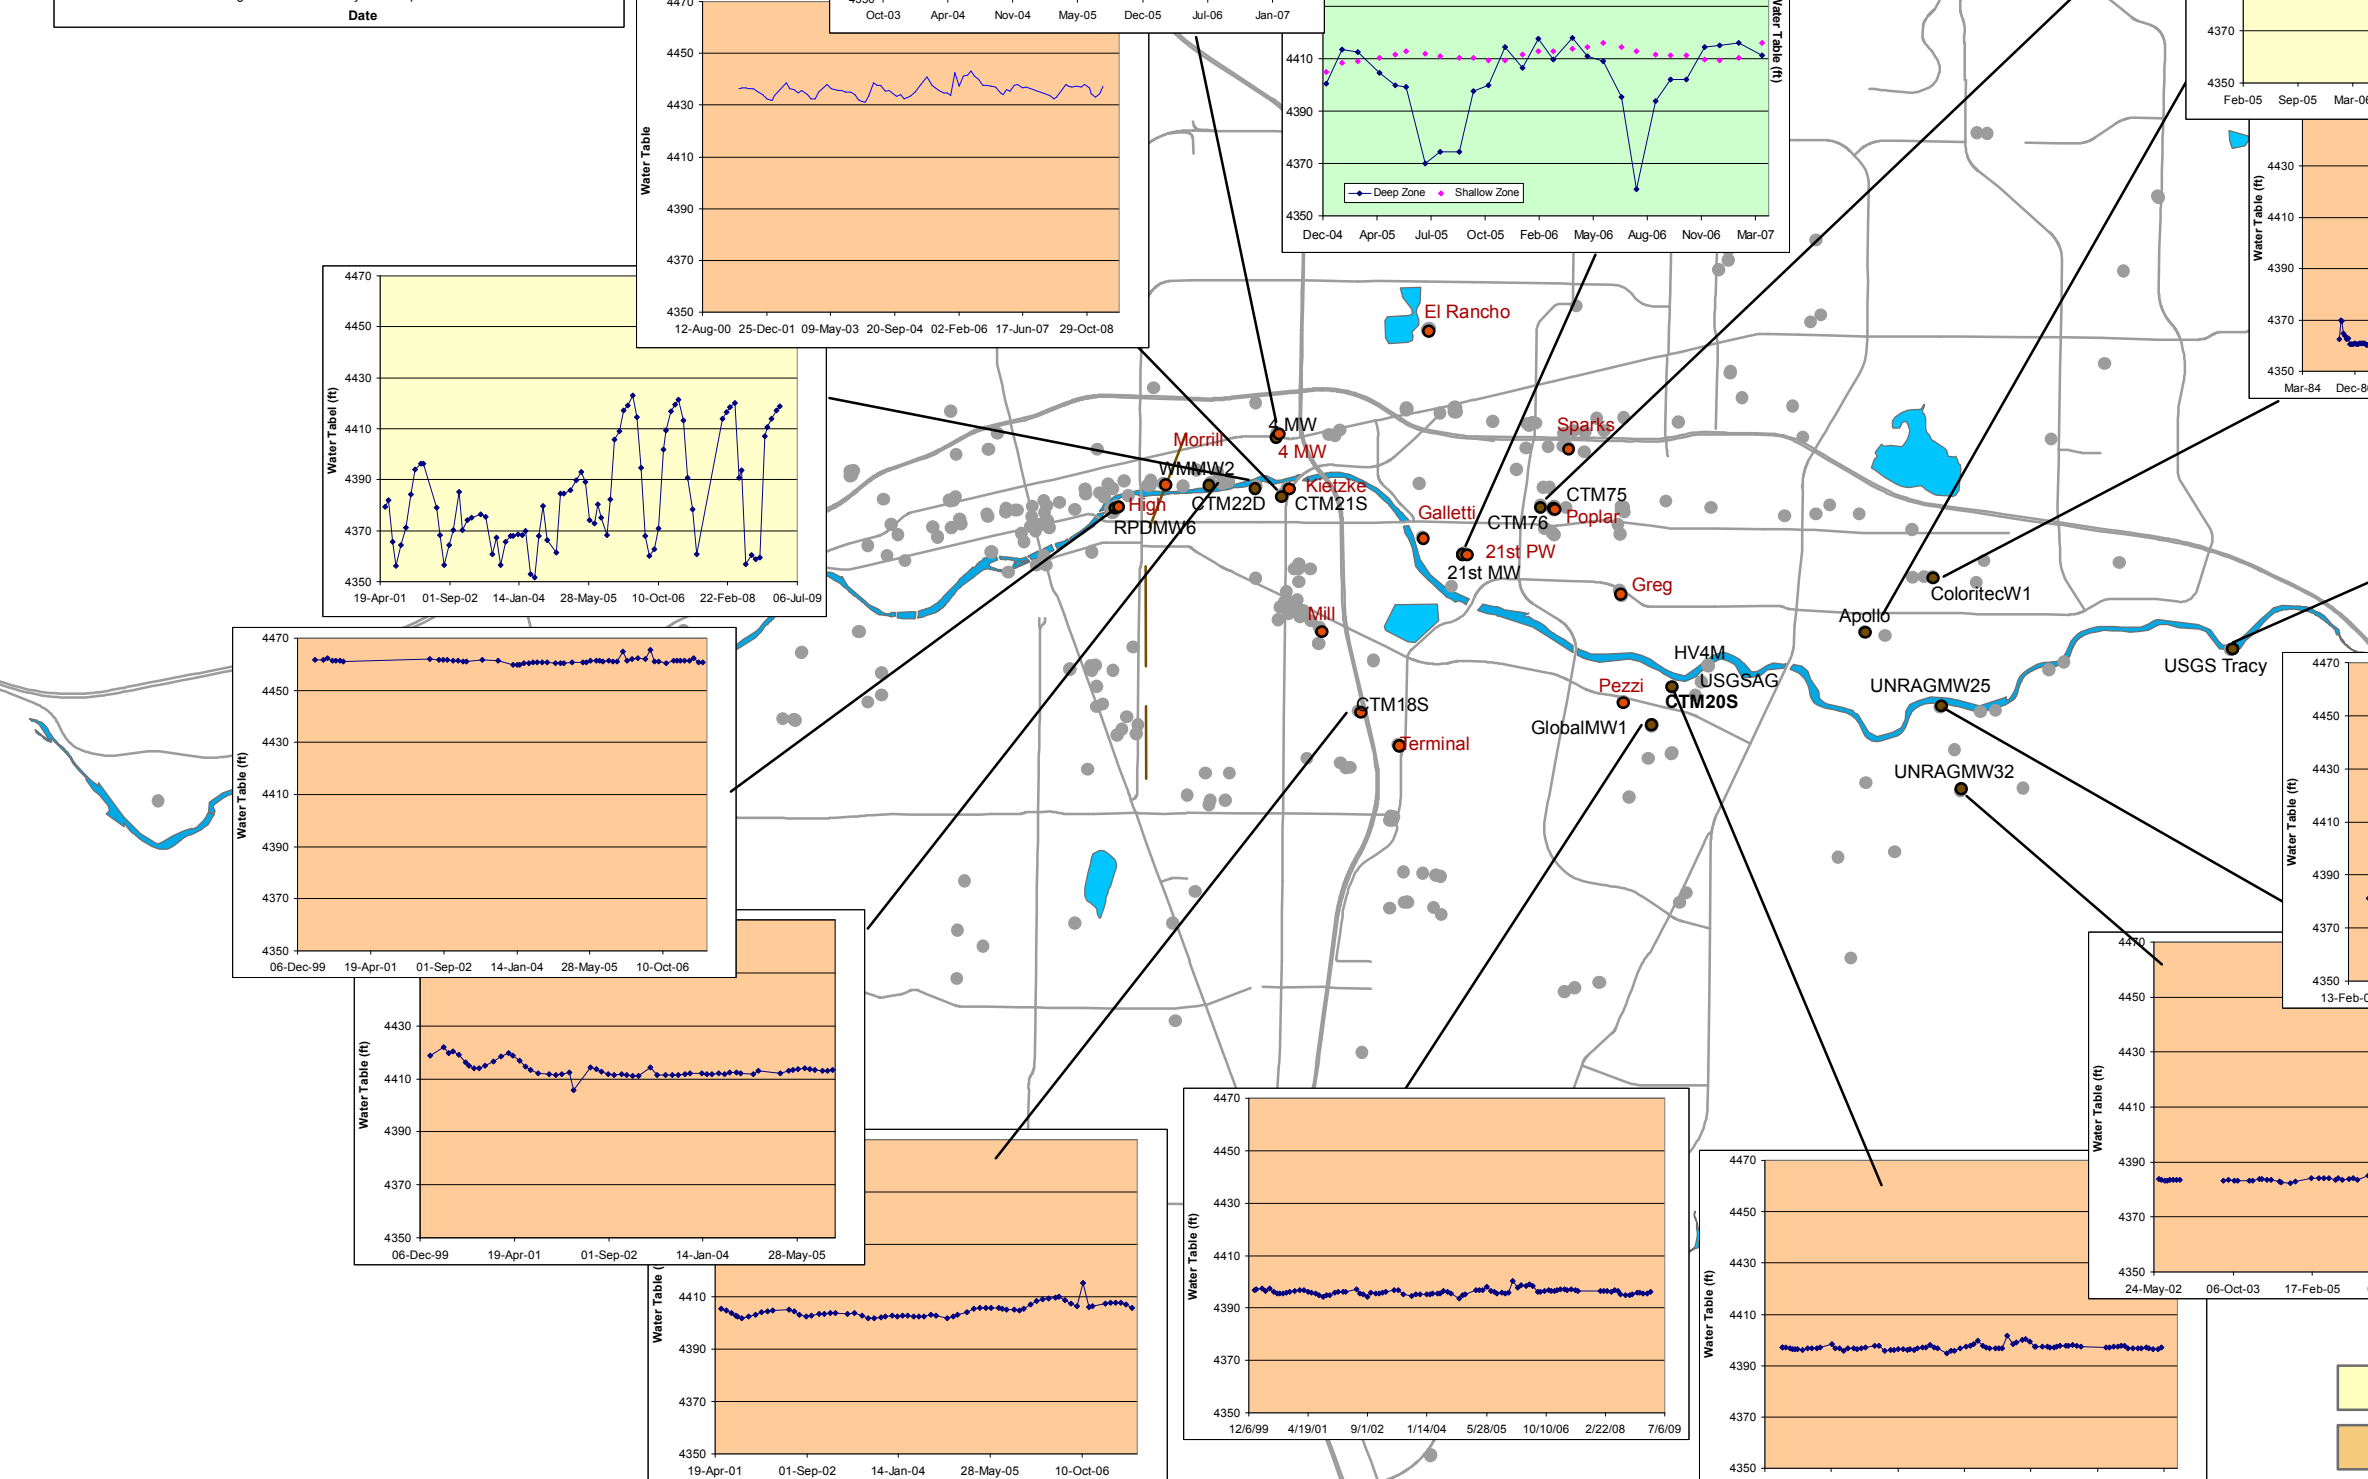 Date
Oct-03 Apr-04 Nov-04 May-05 Dec-05 Jul-06 Jan-07
4470
4450
4430
4410
4390
4370
4350
Water Table
12-Aug-00 25-Dec-01 09-May-03 20-Sep-04 02-Feb-06 17-Jun-07 29-Oct-08
Water Table (ft)
4410
4390
4370
4350
Deep Zone Shallow Zone
Dec-04 Apr-05 Jul-05 Oct-05 Feb-06 May-06 Aug-06 Nov-06 Mar-07
4370
4350
Feb-05 Sep-05 Mar-06
Water Table (ft)
4430
4410
4390
4370
4350
Mar-84
4470
4450
4430
4410
4390
4370
4350
Water Tabel (ft)
19-Apr-01 01-Sep-02 14-Jan-04 28-May-05 10-Oct-06 22-Feb-08 06-Jul-09
El Rancho
4 MW
4 MW
Morrill
Sparks
WMMW2
Kietzke
CTM22D
CTM21S
High
RPDMW6
CTM75
CTM76
Poplar
Galletti
21st PW
21st MW
Greg
ColoritecW1
Mill
Apollo
HV4M
USGS Tracy
USGSAG
Pezzi
CTM20S
UNRAGMW25
CTM18S
GlobalMW1
Terminal
UNRAGMW32
4470
4450
4430
4410
4390
4370
4350
Water Table (ft)
06-Dec-99 19-Apr-01 01-Sep-02 14-Jan-04 28-May-05 10-Oct-06
4430
4410
4390
4370
4350
Water Table (ft)
06-Dec-99 19-Apr-01 01-Sep-02 14-Jan-04 28-May-05
4410
4390
4370
4350
Water Table
19-Apr-01 01-Sep-02 14-Jan-04 28-May-05 10-Oct-06
4470
4450
4430
4410
4390
4370
4350
Water Table (ft)
12/6/99 4/19/01 9/1/02 1/14/04 5/28/05 10/10/06 2/22/08 7/6/09
4470
4450
4430
4410
4390
4370
4350
Water Table (ft)
4470
4450
4430
4410
4390
4370
4350
Water Table (ft)
24-May-02 06-Oct-03 17-Feb-05
4470
4450
4430
4410
4390
4370
4350
Water Table (ft)